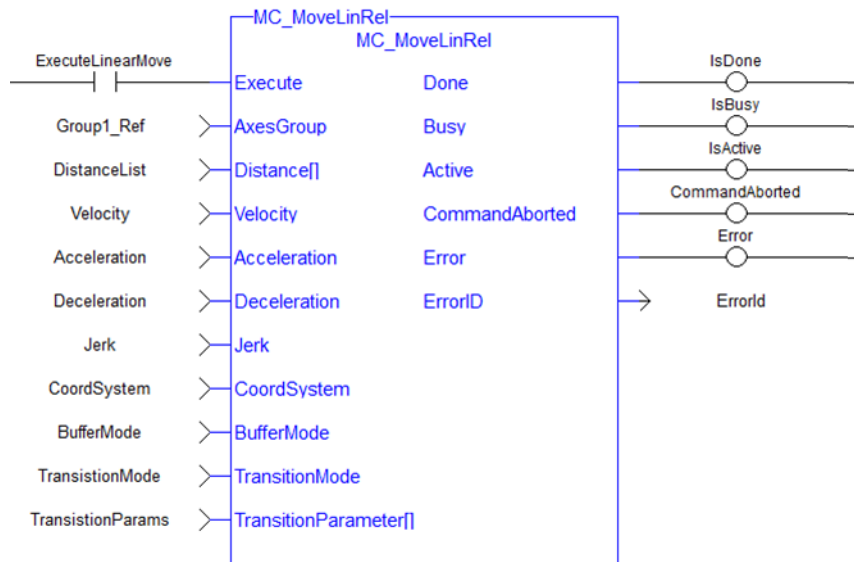 MC_MoveLinRel
MC_MoveLinRel
ExecuteLinearMove Execute Done IsDone
Group1_Ref AxesGroup Busy IsBusy
DistanceList Distance[] Active IsActive
Velocity Velocity CommandAborted CommandAborted
Acceleration Acceleration Error Error
Deceleration Deceleration ErrorID ErrorId
Jerk Jerk
CoordSystem CoordSystem
BufferMode BufferMode
TransistionMode TransitionMode
TransistionParams TransitionParameter[]